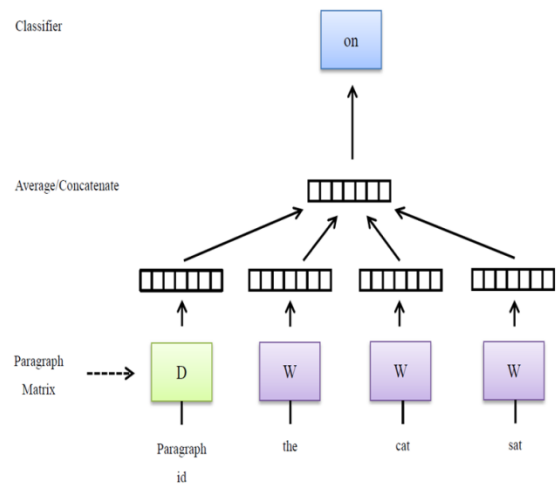 Classifier
on
Average/Concatenate
Paragraph
Matrix
D
W
W
W
Paragraph
id
the
cat
sat